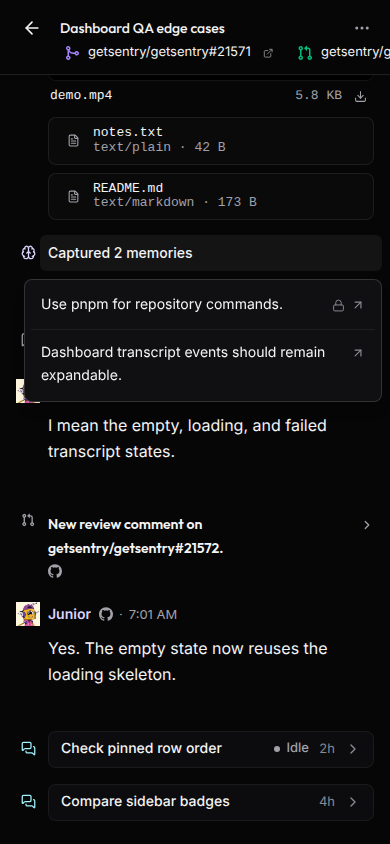 Dashboard QA edge cases
getsentry/getsentry#21571
getsentry/g
demo.mp4
5.8 KB
notes.txt
text/plain · 42 B
README.md
text/markdown · 173 B
Captured 2 memories
Use pnpm for repository commands.
Dashboard transcript events should remain
expandable.
I mean the empty, loading, and failed
transcript states.
New review comment on
getsentry/getsentry#21572.
Junior · 7:01 AM
Yes. The empty state now reuses the
loading skeleton.
Check pinned row order
Idle 2h
Compare sidebar badges
4h